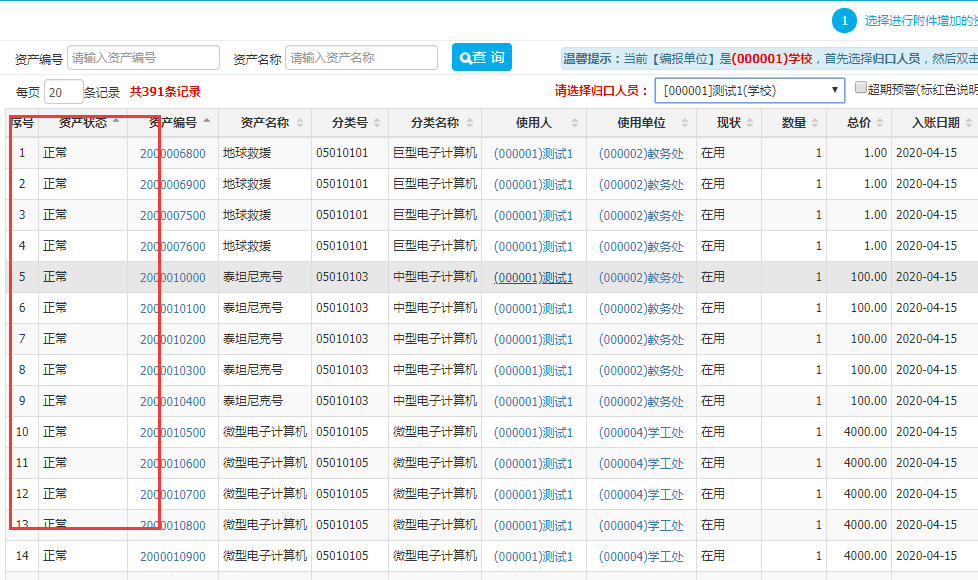 1 选择进行附件增加的资
资产编号 请输入资产编号 资产名称 请输入资产名称 查 询 温馨提示：当前【编报单位】是(000001)学校，首先选择归口人员，然后双击
每页 20 条记录 共391条记录 请选择归口人员： [000001]测试1(学校) 超期预警(标红色说明
序号 资产状态 资产编号 资产名称 分类号 分类名称 使用人 使用单位 现状 数量 总价 入账日期
1 正常 2000006800 地球救援 05010101 巨型电子计算机 (000001)测试1 (000002)教务处 在用 1 1.00 2020-04-15
2 正常 2000006900 地球救援 05010101 巨型电子计算机 (000001)测试1 (000002)教务处 在用 1 1.00 2020-04-15
3 正常 2000007500 地球救援 05010101 巨型电子计算机 (000001)测试1 (000002)教务处 在用 1 1.00 2020-04-15
4 正常 2000007600 地球救援 05010101 巨型电子计算机 (000001)测试1 (000002)教务处 在用 1 1.00 2020-04-15
5 正常 2000010000 泰坦尼克号 05010103 中型电子计算机 (000001)测试1 (000002)教务处 在用 1 100.00 2020-04-15
6 正常 2000010100 泰坦尼克号 05010103 中型电子计算机 (000001)测试1 (000002)教务处 在用 1 100.00 2020-04-15
7 正常 2000010200 泰坦尼克号 05010103 中型电子计算机 (000001)测试1 (000002)教务处 在用 1 100.00 2020-04-15
8 正常 2000010300 泰坦尼克号 05010103 中型电子计算机 (000001)测试1 (000002)教务处 在用 1 100.00 2020-04-15
9 正常 2000010400 泰坦尼克号 05010103 中型电子计算机 (000001)测试1 (000002)教务处 在用 1 100.00 2020-04-15
10 正常 2000010500 微型电子计算机 05010105 微型电子计算机 (000001)测试1 (000004)学工处 在用 1 4000.00 2020-04-15
11 正常 2000010600 微型电子计算机 05010105 微型电子计算机 (000001)测试1 (000004)学工处 在用 1 4000.00 2020-04-15
12 正常 2000010700 微型电子计算机 05010105 微型电子计算机 (000001)测试1 (000004)学工处 在用 1 4000.00 2020-04-15
13 正常 2000010800 微型电子计算机 05010105 微型电子计算机 (000001)测试1 (000004)学工处 在用 1 4000.00 2020-04-15
14 正常 2000010900 微型电子计算机 05010105 微型电子计算机 (000001)测试1 (000004)学工处 在用 1 4000.00 2020-04-15